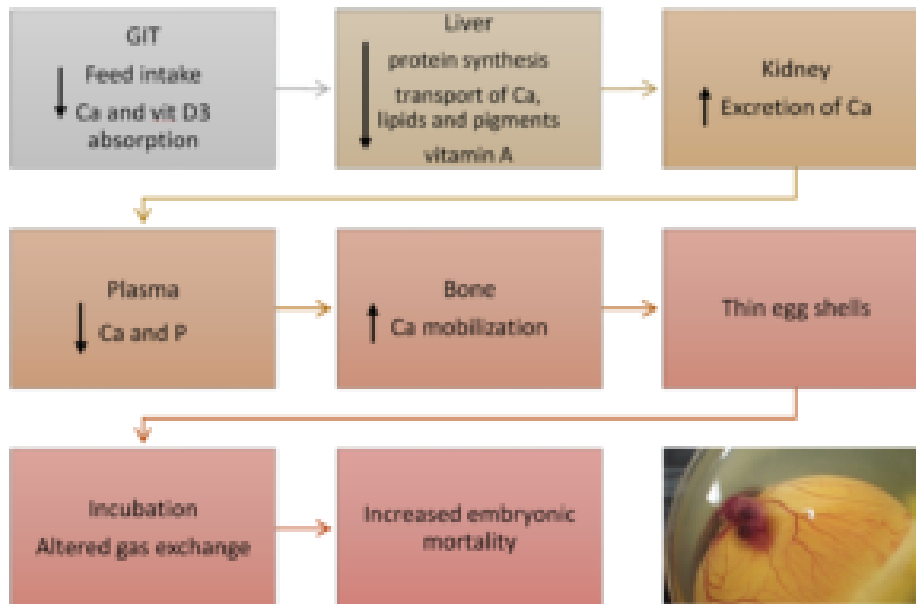 GIT
Feed intake
Ca and vit D3
absorption
Liver
protein synthesis
transport of Ca,
lipids and pigments
vitamin A
Kidney
Excretion of Ca
Plasma
Ca and P
Bone
Ca mobilization
Thin egg shells
Incubation
Altered gas exchange
Increased embryonic
mortality